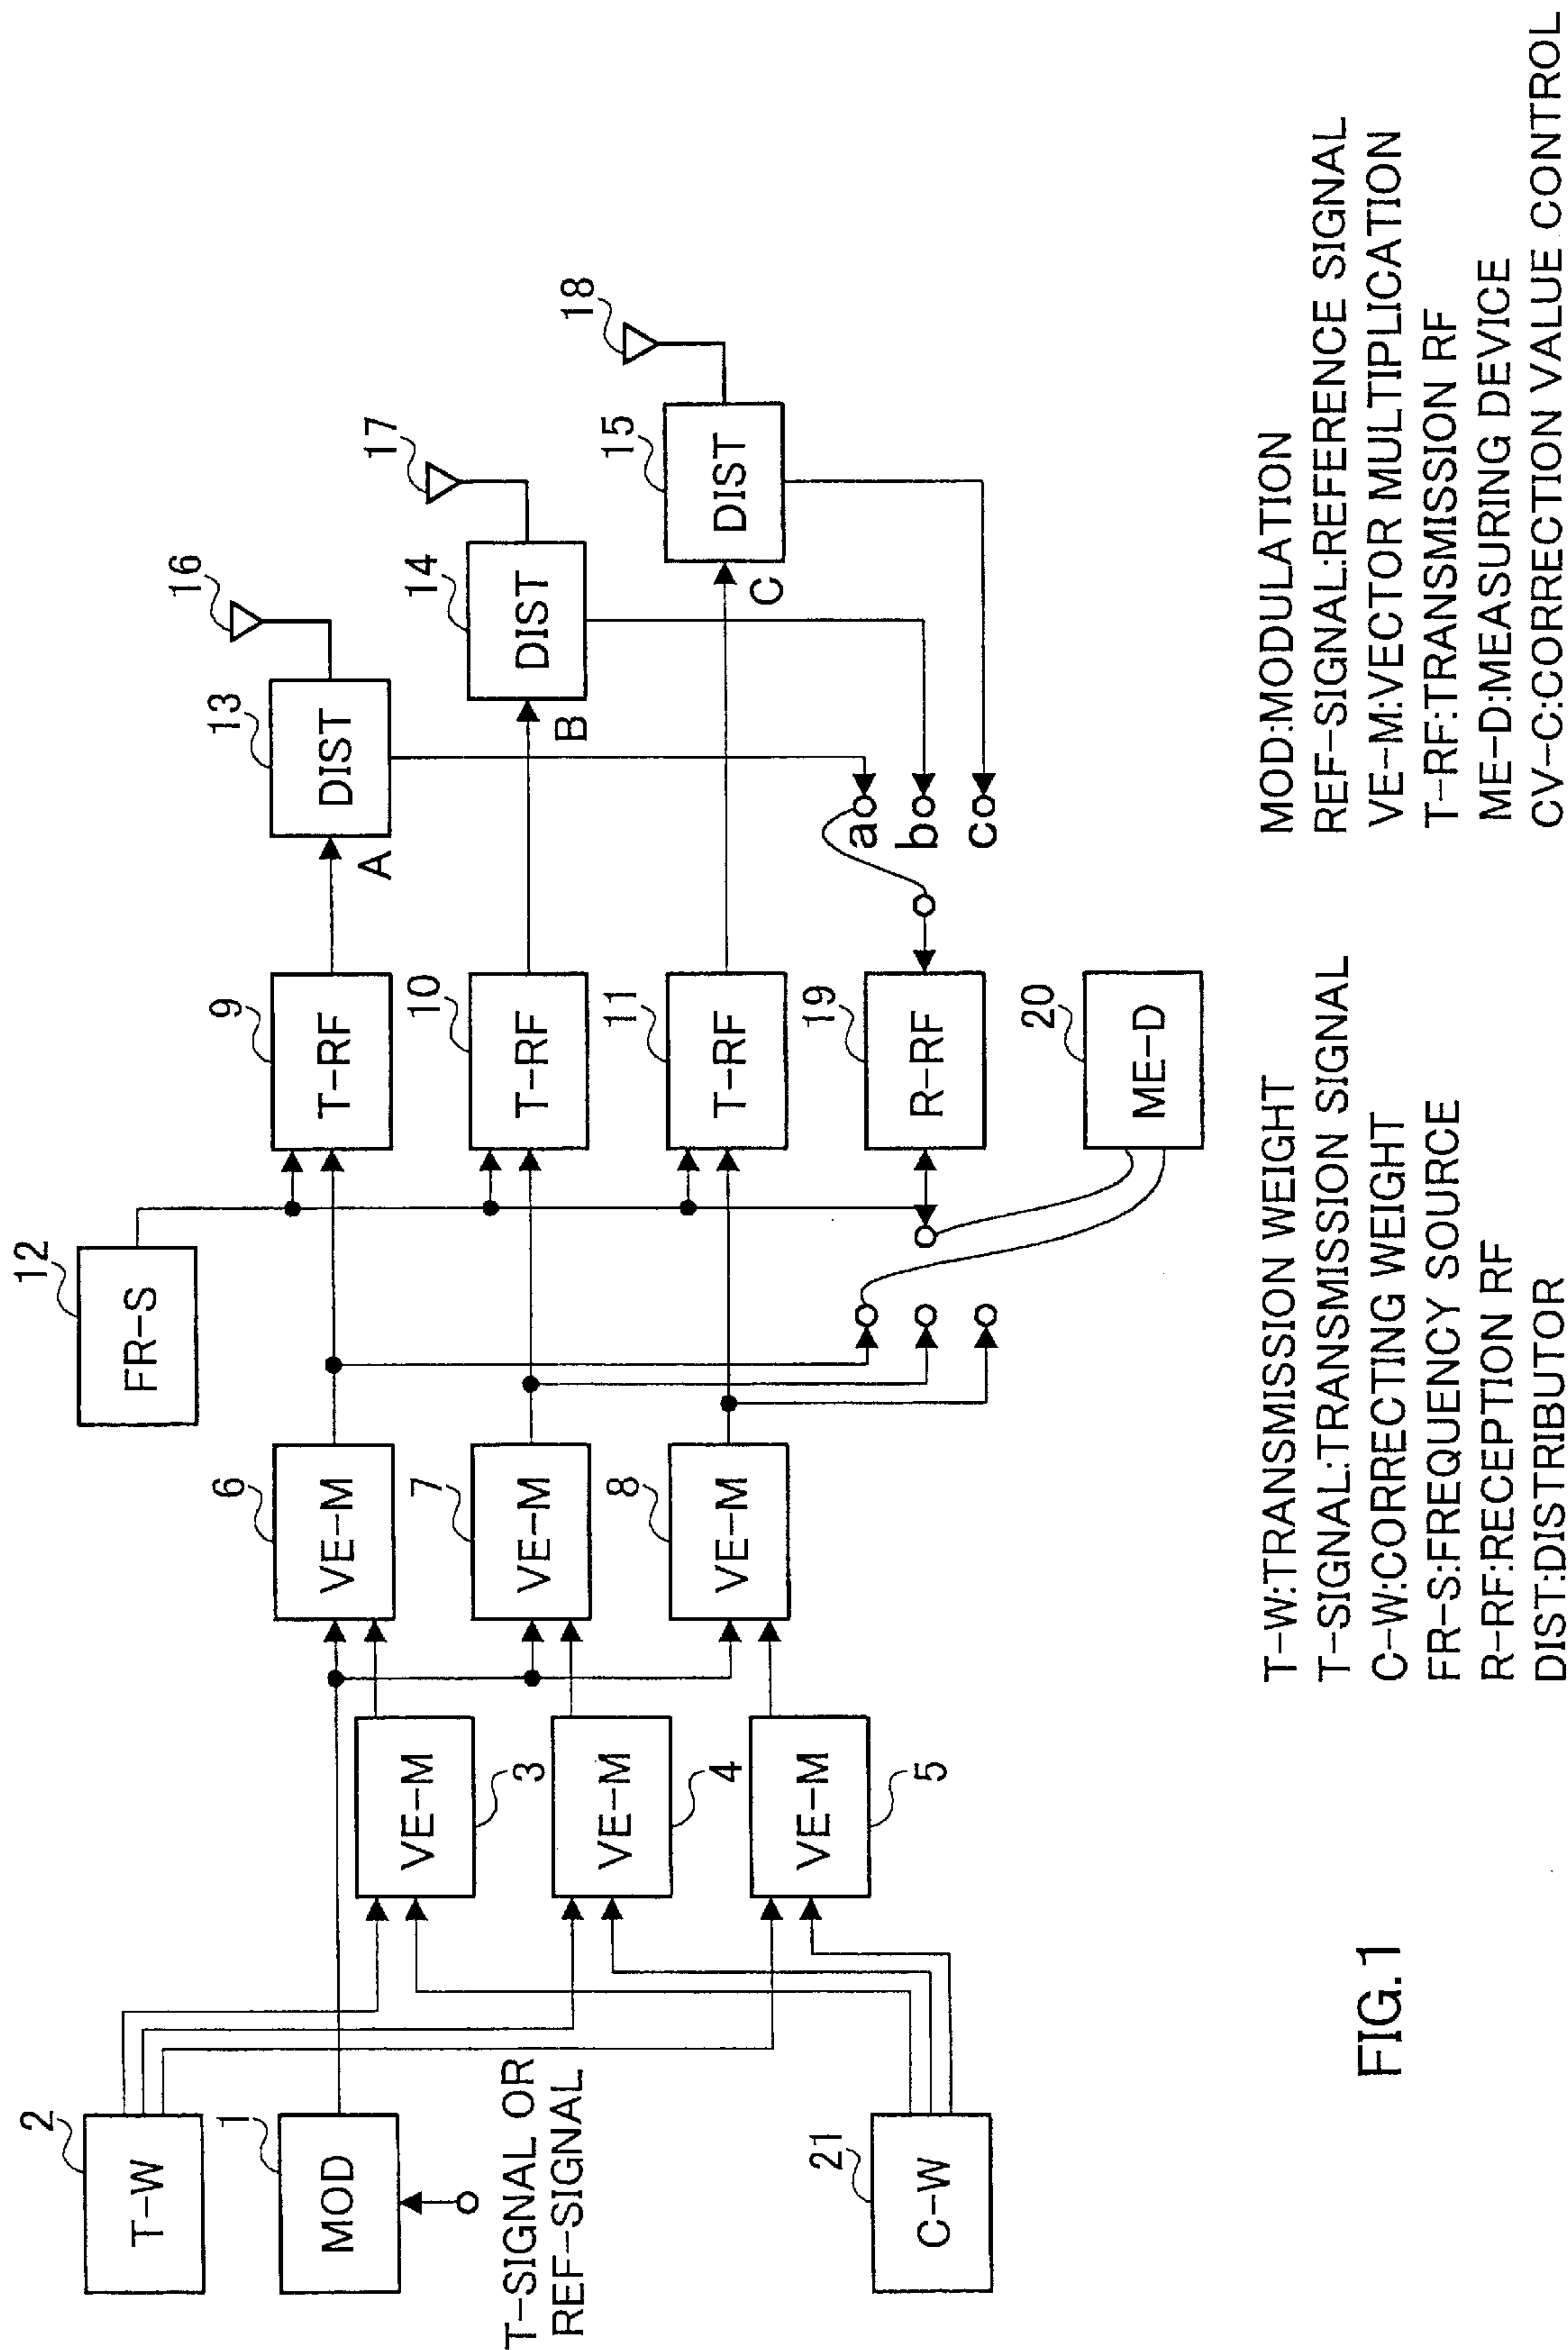 12
FR-S
2
T-W
1
MOD
T-SIGNAL OR
REF-SIGNAL
21
C-W
VE-M
3
VE-M
4
VE-M
5
6
VE-M
7
VE-M
8
VE-M
9
T-RF
10
T-RF
11
T-RF
19
R-RF
20
ME-D
A
13
DIST
16
B
14
DIST
17
C
15
DIST
18
a
b
c
FIG.1
T-W:TRANSMISSION WEIGHT
T-SIGNAL:TRANSMISSION SIGNAL
C-W:CORRECTING WEIGHT
FR-S:FREQUENCY SOURCE
R-RF:RECEPTION RF
DIST:DISTRIBUTOR
MOD:MODULATION
REF-SIGNAL:REFERENCE SIGNAL
VE-M:VECTOR MULTIPLICATION
T-RF:TRANSMISSION RF
ME-D:MEASURING DEVICE
CV-C:CORRECTION VALUE CONTROL